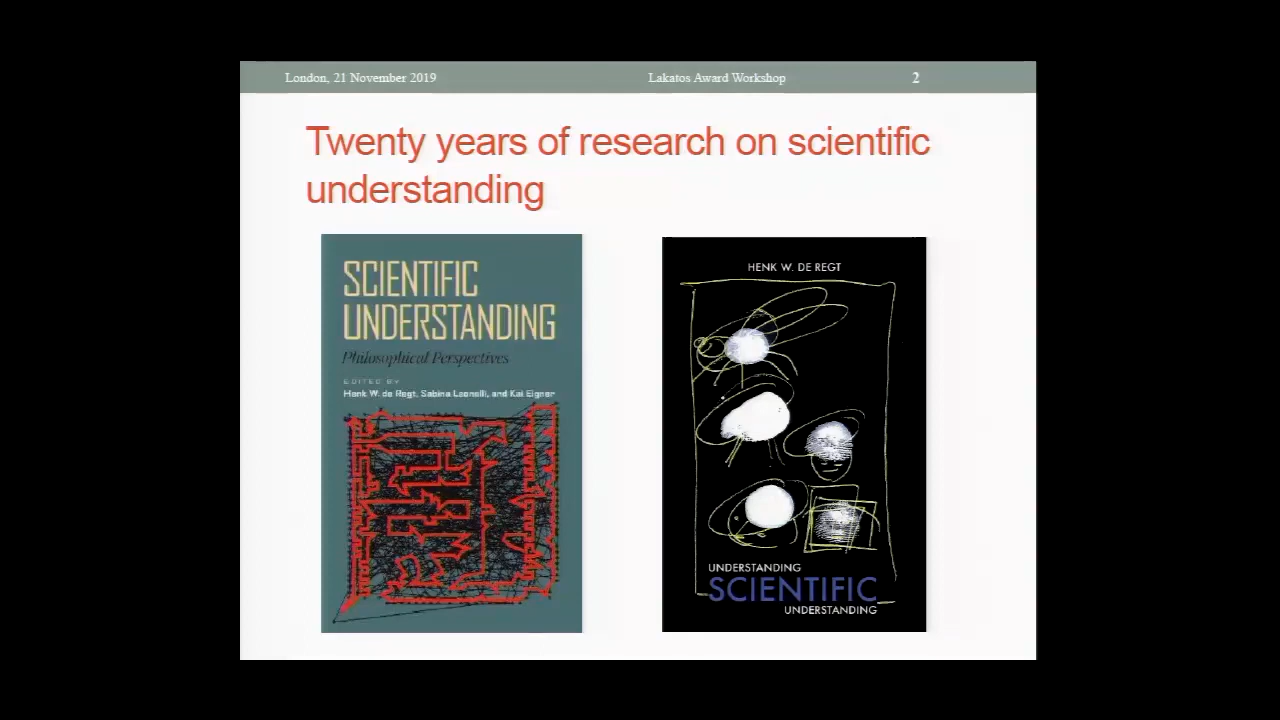 London, 21 November 2019
Lakatos Award Workshop
2
Twenty years of research on scientific
understanding
SCIENTIFIC
UNDERSTANDING
Philosophical Perspectives
EDITED BY
Henk W. de Regt, Sabina Leonelli, and Kai Eigner
HENK W. DE REGT
UNDERSTANDING
SCIENTIFIC
UNDERSTANDING